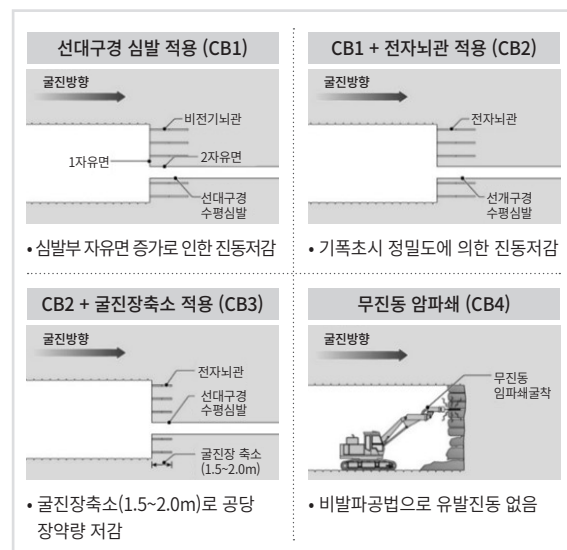 선대구경 심발 적용 (CB1)
굴진방향
비전기뇌관
1자유면
2자유면
선대구경
수평심발
• 심발부 자유면 증가로 인한 진동저감
CB1 + 전자뇌관 적용 (CB2)
굴진방향
전자뇌관
선개구경
수평심발
• 기폭초시 정밀도에 의한 진동저감
CB2 + 굴진장축소 적용 (CB3)
굴진방향
전자뇌관
선대구경
수평심발
굴진장 축소
(1.5~2.0m)
• 굴진장축소(1.5~2.0m)로 공당
장약량 저감
무진동 암파쇄 (CB4)
굴진방향
무진동
임파쇄굴착
• 비발파공법으로 유발진동 없음